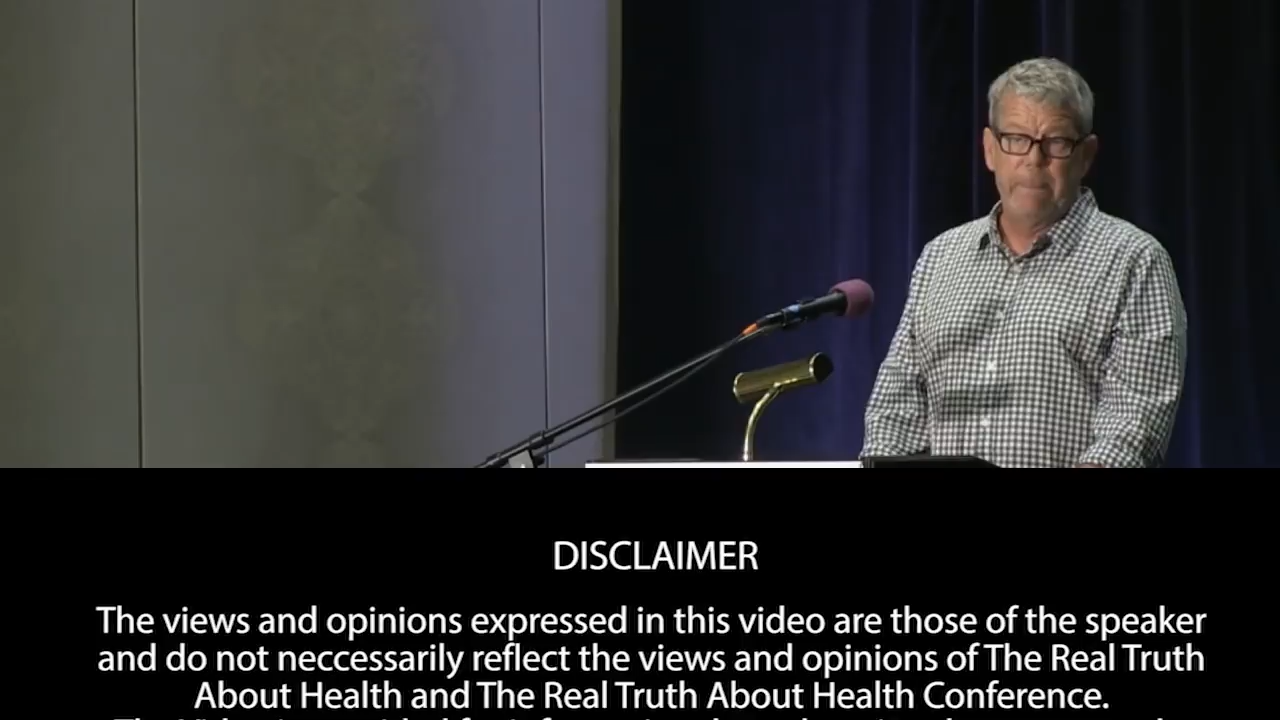 DISCLAIMER
The views and opinions expressed in this video are those of the speaker
and do not neccessarily reflect the views and opinions of The Real Truth
About Health and The Real Truth About Health Conference.